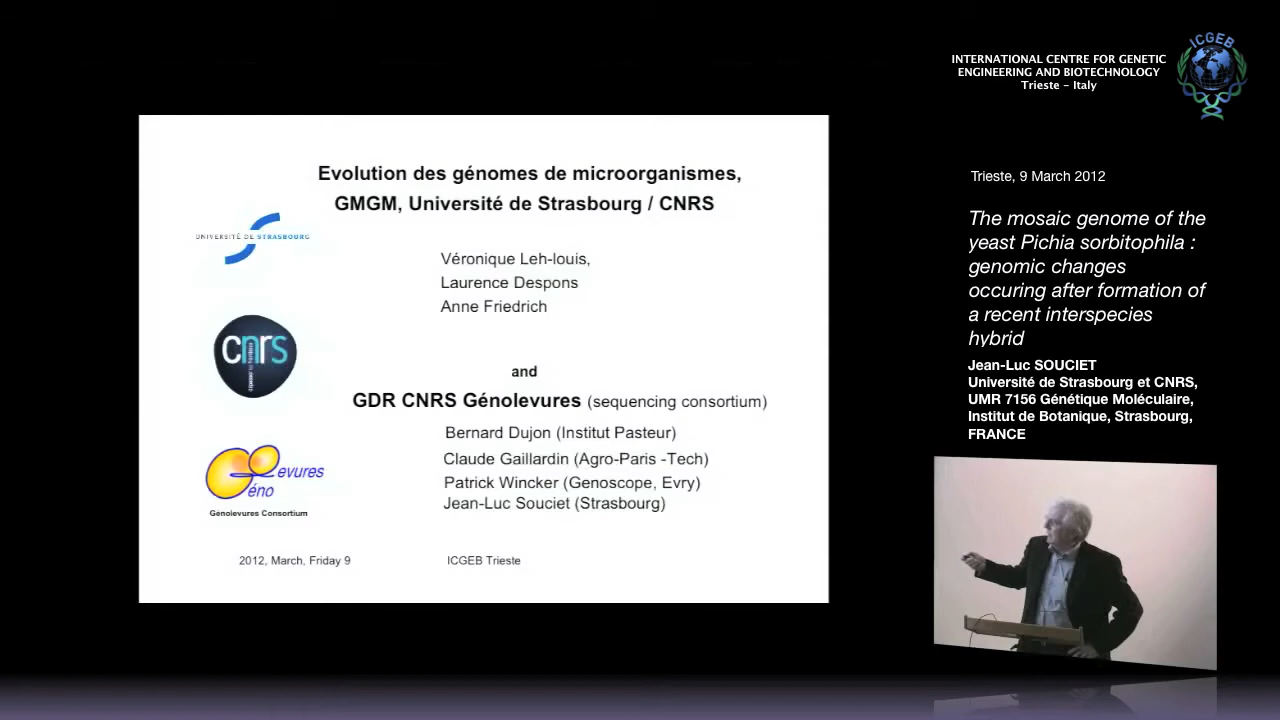 ICGEB
INTERNATIONAL CENTRE FOR GENETIC
ENGINEERING AND BIOTECHNOLOGY
Trieste - Italy
Evolution des génomes de microorganismes,
GMGM, Université de Strasbourg / CNRS
UNIVERSITÉ DE STRASBOURG
Véronique Leh-louis,
Laurence Despons
Anne Friedrich
cnrs
and
GDR CNRS Génolevures (sequencing consortium)
Bernard Dujon (Institut Pasteur)
Claude Gaillardin (Agro-Paris -Tech)
Patrick Wincker (Genoscope, Evry)
Jean-Luc Souciet (Strasbourg)
evures
éno
Génolevures Consortium
2012, March, Friday 9
ICGEB Trieste
Trieste, 9 March 2012
The mosaic genome of the
yeast Pichia sorbitophila :
genomic changes
occuring after formation of
a recent interspecies
hybrid
Jean-Luc SOUCIET
Université de Strasbourg et CNRS,
UMR 7156 Génétique Moléculaire,
Institut de Botanique, Strasbourg,
FRANCE